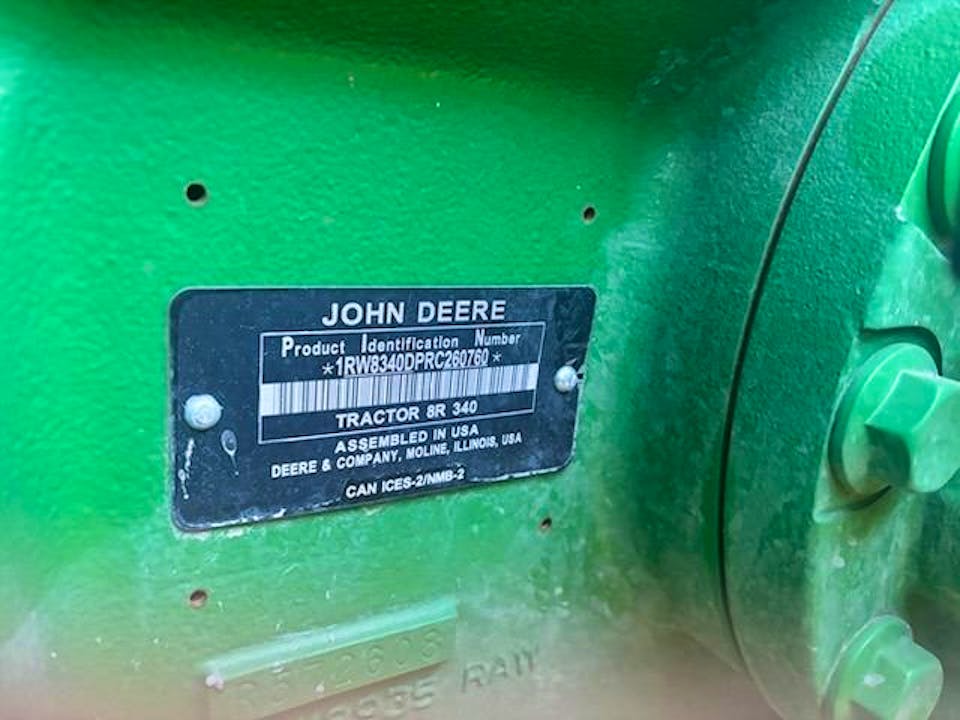 JOHN DEERE
Product Identification Number
*1RW8340DPRC260760*
TRACTOR 8R 340
ASSEMBLED IN USA
DEERE & COMPANY, MOLINE, ILLINOIS, USA
CAN ICES-2/NMB-2
RAW